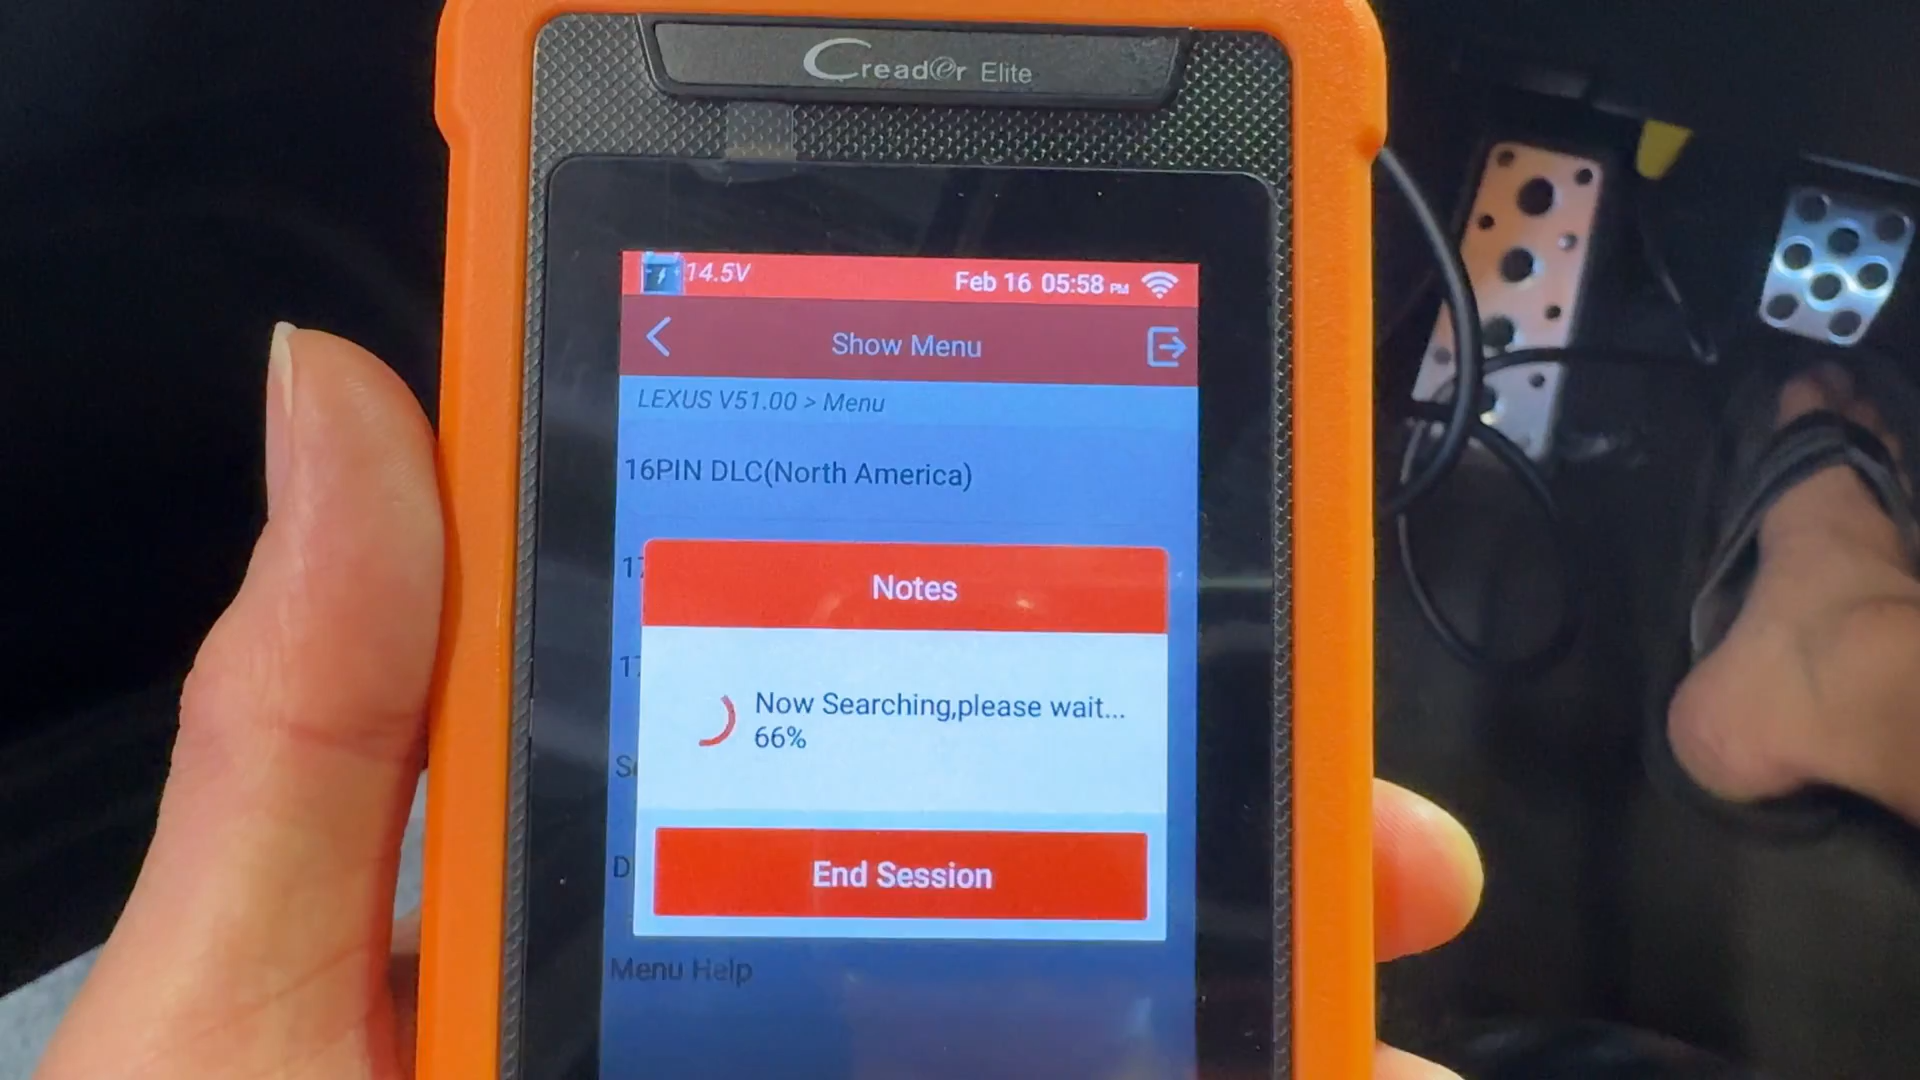 Creader Elite
14.5V
Feb 16 05:58 PM
Show Menu
LEXUS V51.00 > Menu
16PIN DLC(North America)
Notes
Now Searching,please wait...
66%
End Session
Menu Help